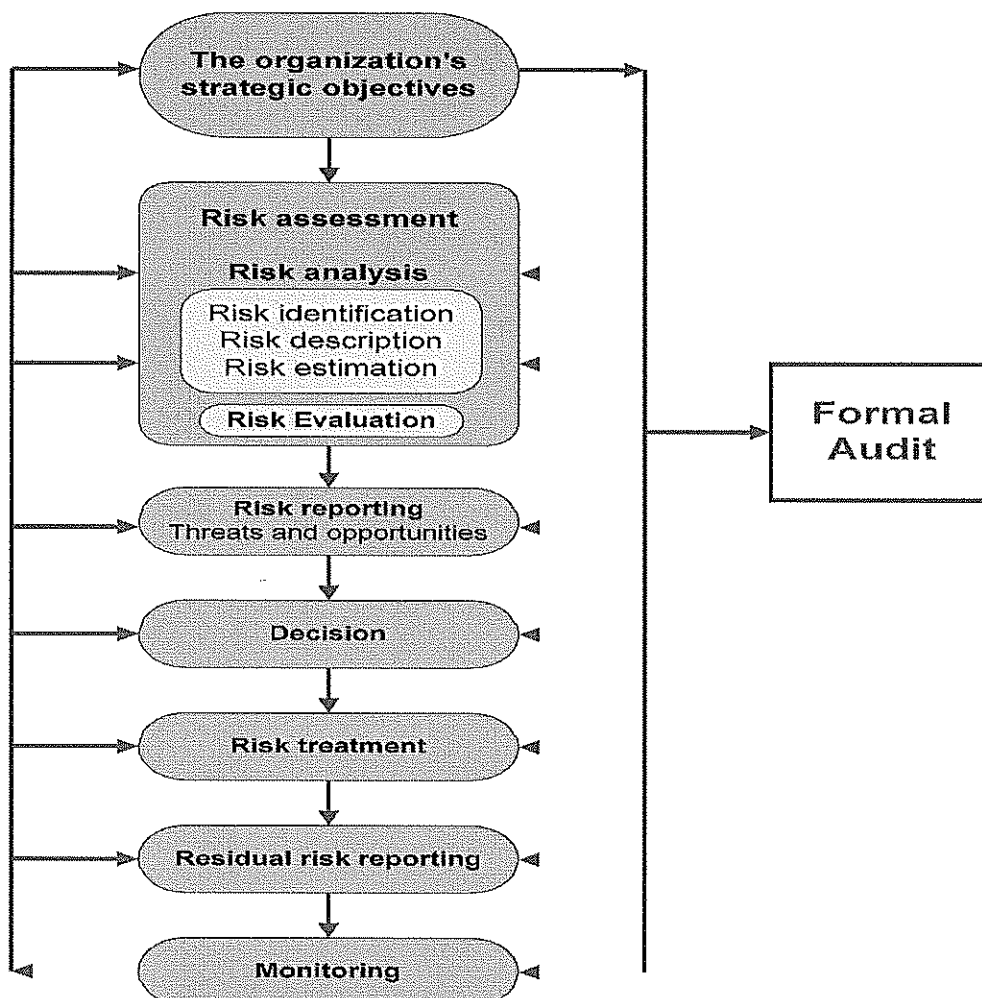 The organization's
strategic objectives
Risk assessment
Risk analysis
Risk identification
Risk description
Risk estimation
Risk Evaluation
Risk reporting
Threats and opportunities
Decision
Risk treatment
Residual risk reporting
Monitoring
Formal
Audit